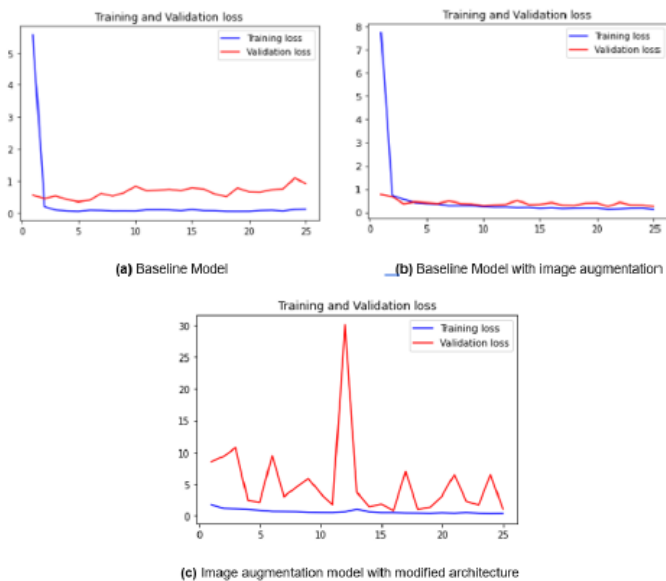 Training and Validation loss
Training loss
Validation loss
5
4
3
2
1
0
0 5 10 15 20 25
(a) Baseline Model
Training and Validation loss
Training loss
Validation loss
8
7
6
5
4
3
2
1
0
0 5 10 15 20 25
(b) Baseline Model with image augmentation
Training and Validation loss
Training loss
Validation loss
30
25
20
15
10
5
0
0 5 10 15 20 25
(c) Image augmentation model with modified architecture